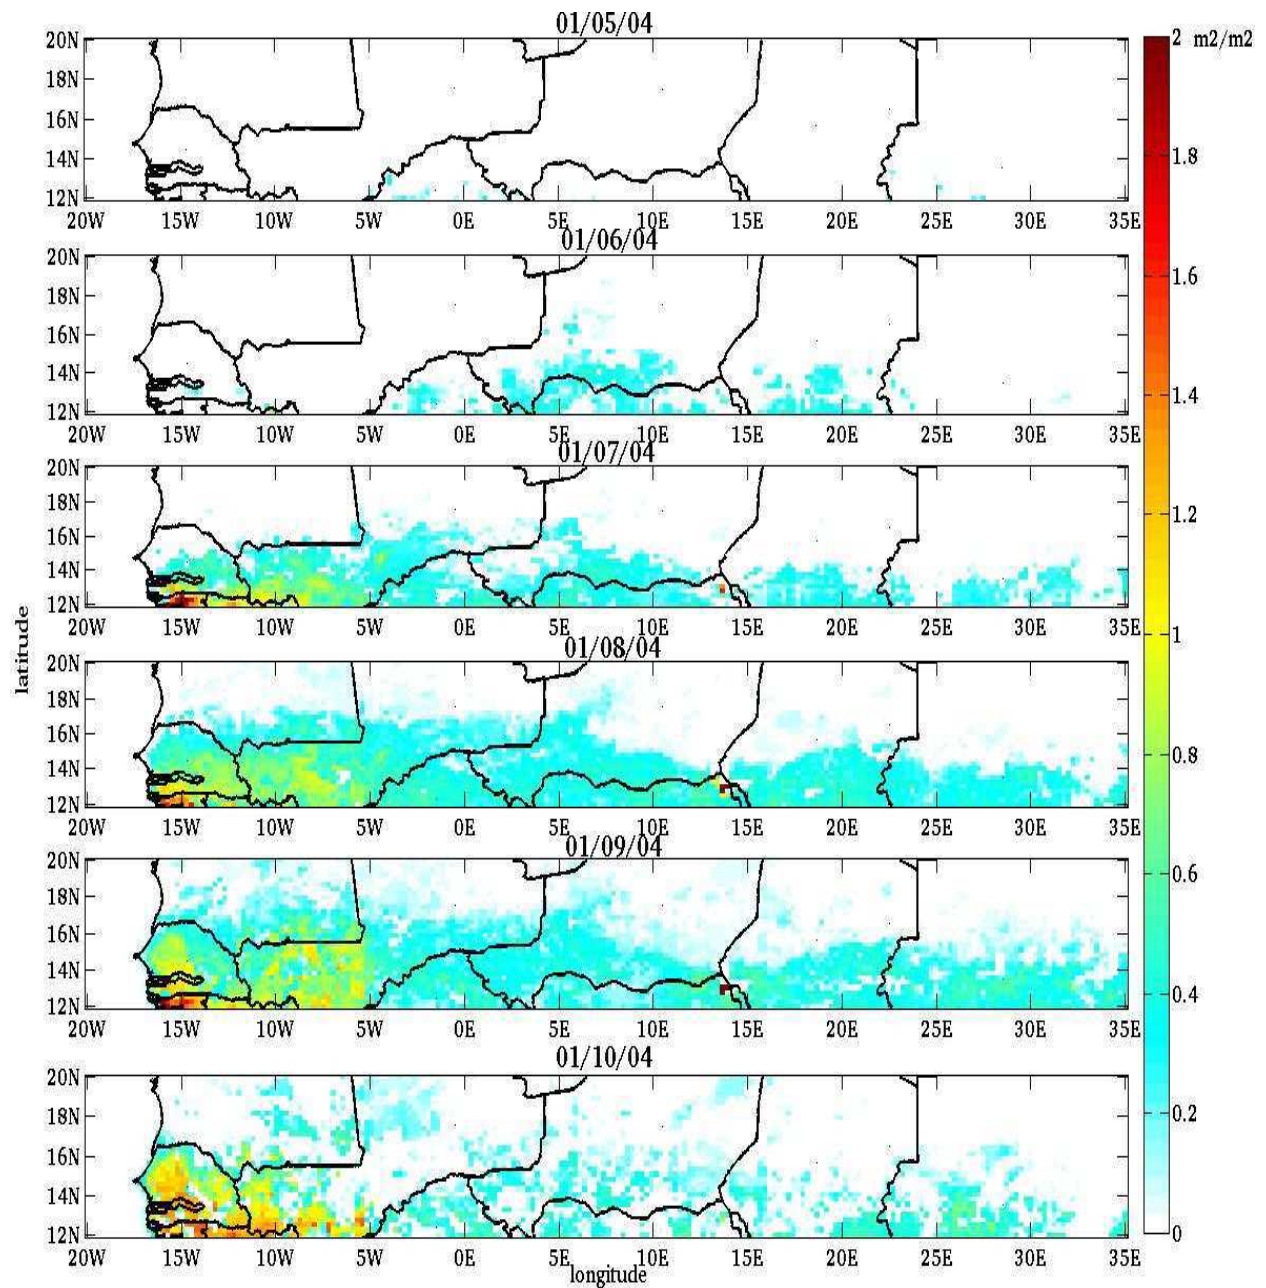 01/05/04
20N
18N
16N
14N
12N
20W 15W 10W 5W 0E 5E 10E 15E 20E 25E 30E 35E
01/06/04
20N
18N
16N
14N
12N
20W 15W 10W 5W 0E 5E 10E 15E 20E 25E 30E 35E
01/07/04
20N
18N
16N
14N
12N
20W 15W 10W 5W 0E 5E 10E 15E 20E 25E 30E 35E
01/08/04
20N
18N
16N
14N
12N
20W 15W 10W 5W 0E 5E 10E 15E 20E 25E 30E 35E
01/09/04
20N
18N
16N
14N
12N
20W 15W 10W 5W 0E 5E 10E 15E 20E 25E 30E 35E
01/10/04
20N
18N
16N
14N
12N
20W 15W 10W 5W 0E 5E 10E 15E 20E 25E 30E 35E
latitude
longitude
2 m2/m2
1.8
1.6
1.4
1.2
1
0.8
0.6
0.4
0.2
0